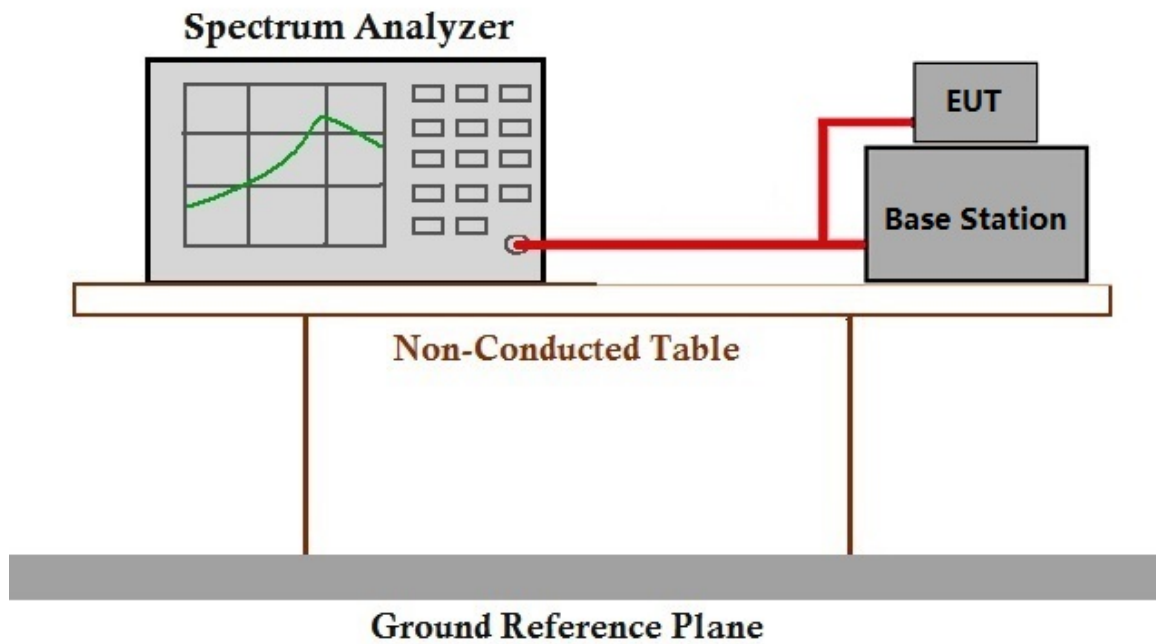 Spectrum Analyzer
EUT
Base Station
Non-Conducted Table
Ground Reference Plane